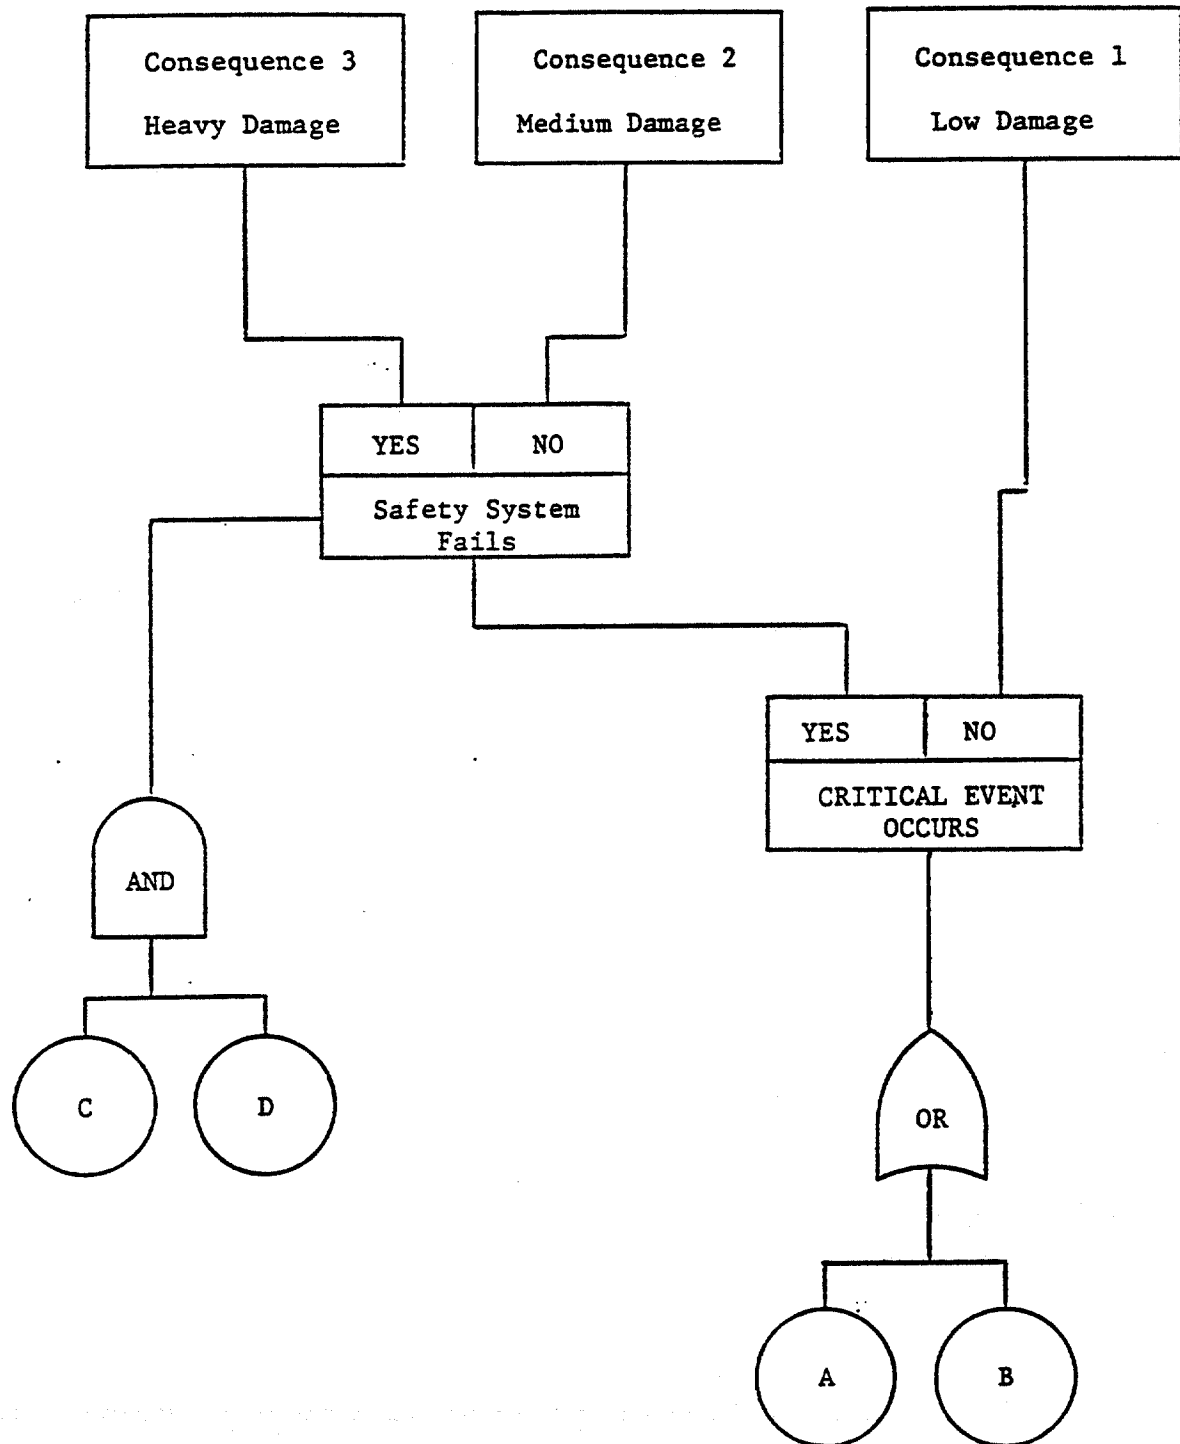 Consequence 3
Heavy Damage
Consequence 2
Medium Damage
Consequence 1
Low Damage
YES
NO
Safety System
Fails
YES
NO
CRITICAL EVENT
OCCURS
AND
C
D
OR
A
B